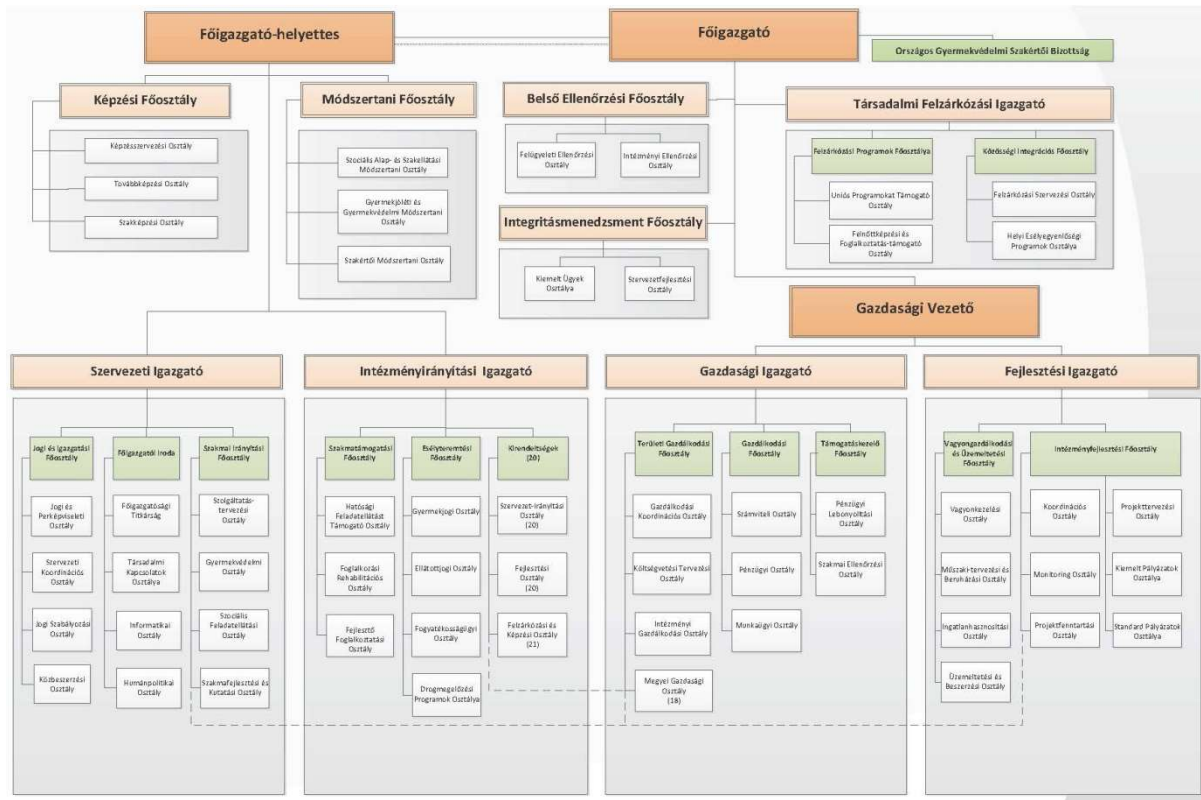 Főigazgató-helyettes
Főigazgató
Országos Gyermekvédelmi Szakértői Bizottság
Képzési Főosztály
Képzésszervezési Osztály
Továbbképzési Osztály
Szakképzési Osztály
Módszertani Főosztály
Szociális Alap- és Szakellátási
Módszertani Osztály
Gyermekjóléti és
Gyermekvédelmi Módszertani
Osztály
Szakértői Módszertani Osztály
Belső Ellenőrzési Főosztály
Felügyeleti Ellenőrzési
Osztály
Intézményi Ellenőrzési
Osztály
Integritásmenedzsment Főosztály
Kiemelt Ügyek
Osztálya
Szervezetfejlesztési
Osztály
Társadalmi Felzárkózási Igazgató
Felzárkózási Programok Főosztálya
Uniós Programokat Támogató
Osztály
Felnőttképzési és
Foglalkoztatás-támogató
Osztály
Közösségi Integrációs Főosztály
Felzárkózási Szervezési Osztály
Helyi Esélyegyenlőségi
Programok Osztálya
Gazdasági Vezető
Szervezeti Igazgató
Jogi és Igazgatási
Főosztály
Jogi és
Perképviseleti
Osztály
Szervezeti
Koordinációs
Osztály
Jogi Szabályozási
Osztály
Közbeszerzési
Osztály
Főigazgatói Iroda
Főigazgatósági
Titkárság
Társadalmi
Kapcsolatok
Osztálya
Informatikai
Osztály
Humánpolitikai
Osztály
Szakmai Irányítási
Főosztály
Szolgáltatás-
tervezési
Osztály
Gyermekvédelmi
Osztály
Szociális
Feladatellátási
Osztály
Szakmafejlesztési és
Kutatási Osztály
Intézményirányítási Igazgató
Szakmatámogatási
Főosztály
Hatósági
Feladatellátást
Támogató Osztály
Foglalkozási
Rehabilitációs
Osztály
Fejlesztő
Foglalkoztatási
Osztály
Esélyteremtési
Főosztály
Gyermekjogi Osztály
Ellátottjogi Osztály
Fogyatékosságügyi
Osztály
Drogmegelőzési
Programok Osztálya
Kirendeltségek
(20)
Szervezet-irányítási
Osztály
(20)
Fejlesztési
Osztály
(20)
Felzárkózási és
Képzési Osztály
(21)
Gazdasági Igazgató
Területi Gazdálkodási
Főosztály
Gazdálkodási
Koordinációs Osztály
Költségvetési Tervezési
Osztály
Intézményi
Gazdálkodási Osztály
Megyei Gazdasági
Osztály
(18)
Gazdálkodási
Főosztály
Számviteli Osztály
Pénzügyi Osztály
Munkaügyi Osztály
Támogatáskezelő
Főosztály
Pénzügyi
Lebonyolítási
Osztály
Szakmai Ellenőrzési
Osztály
Fejlesztési Igazgató
Vagyongazdálkodási
és Üzemeltetési
Főosztály
Vagyonkezelési
Osztály
Műszaki-tervezési és
Beruházási Osztály
Ingatlanhasznosítási
Osztály
Üzemeltetési és
Beszerzési Osztály
Intézményfejlesztési Főosztály
Koordinációs
Osztály
Monitoring Osztály
Projektfenntartási
Osztály
Projekttervezési
Osztály
Kiemelt Pályázatok
Osztálya
Standard Pályázatok
Osztálya